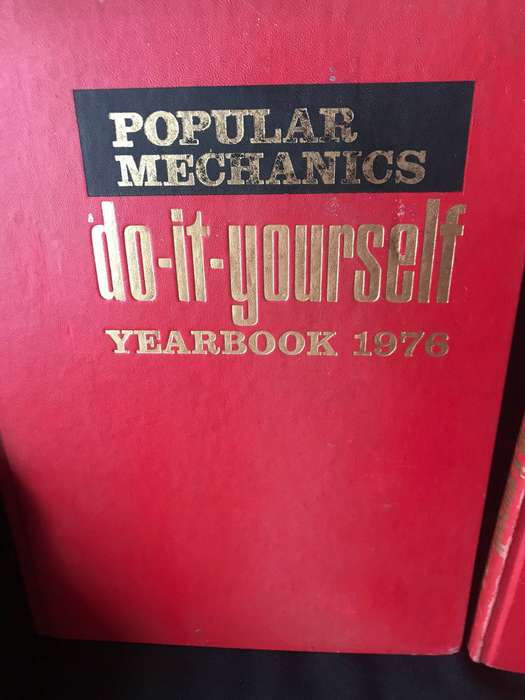 POPULAR
MECHANICS
do-it-yourself
YEARBOOK 1976